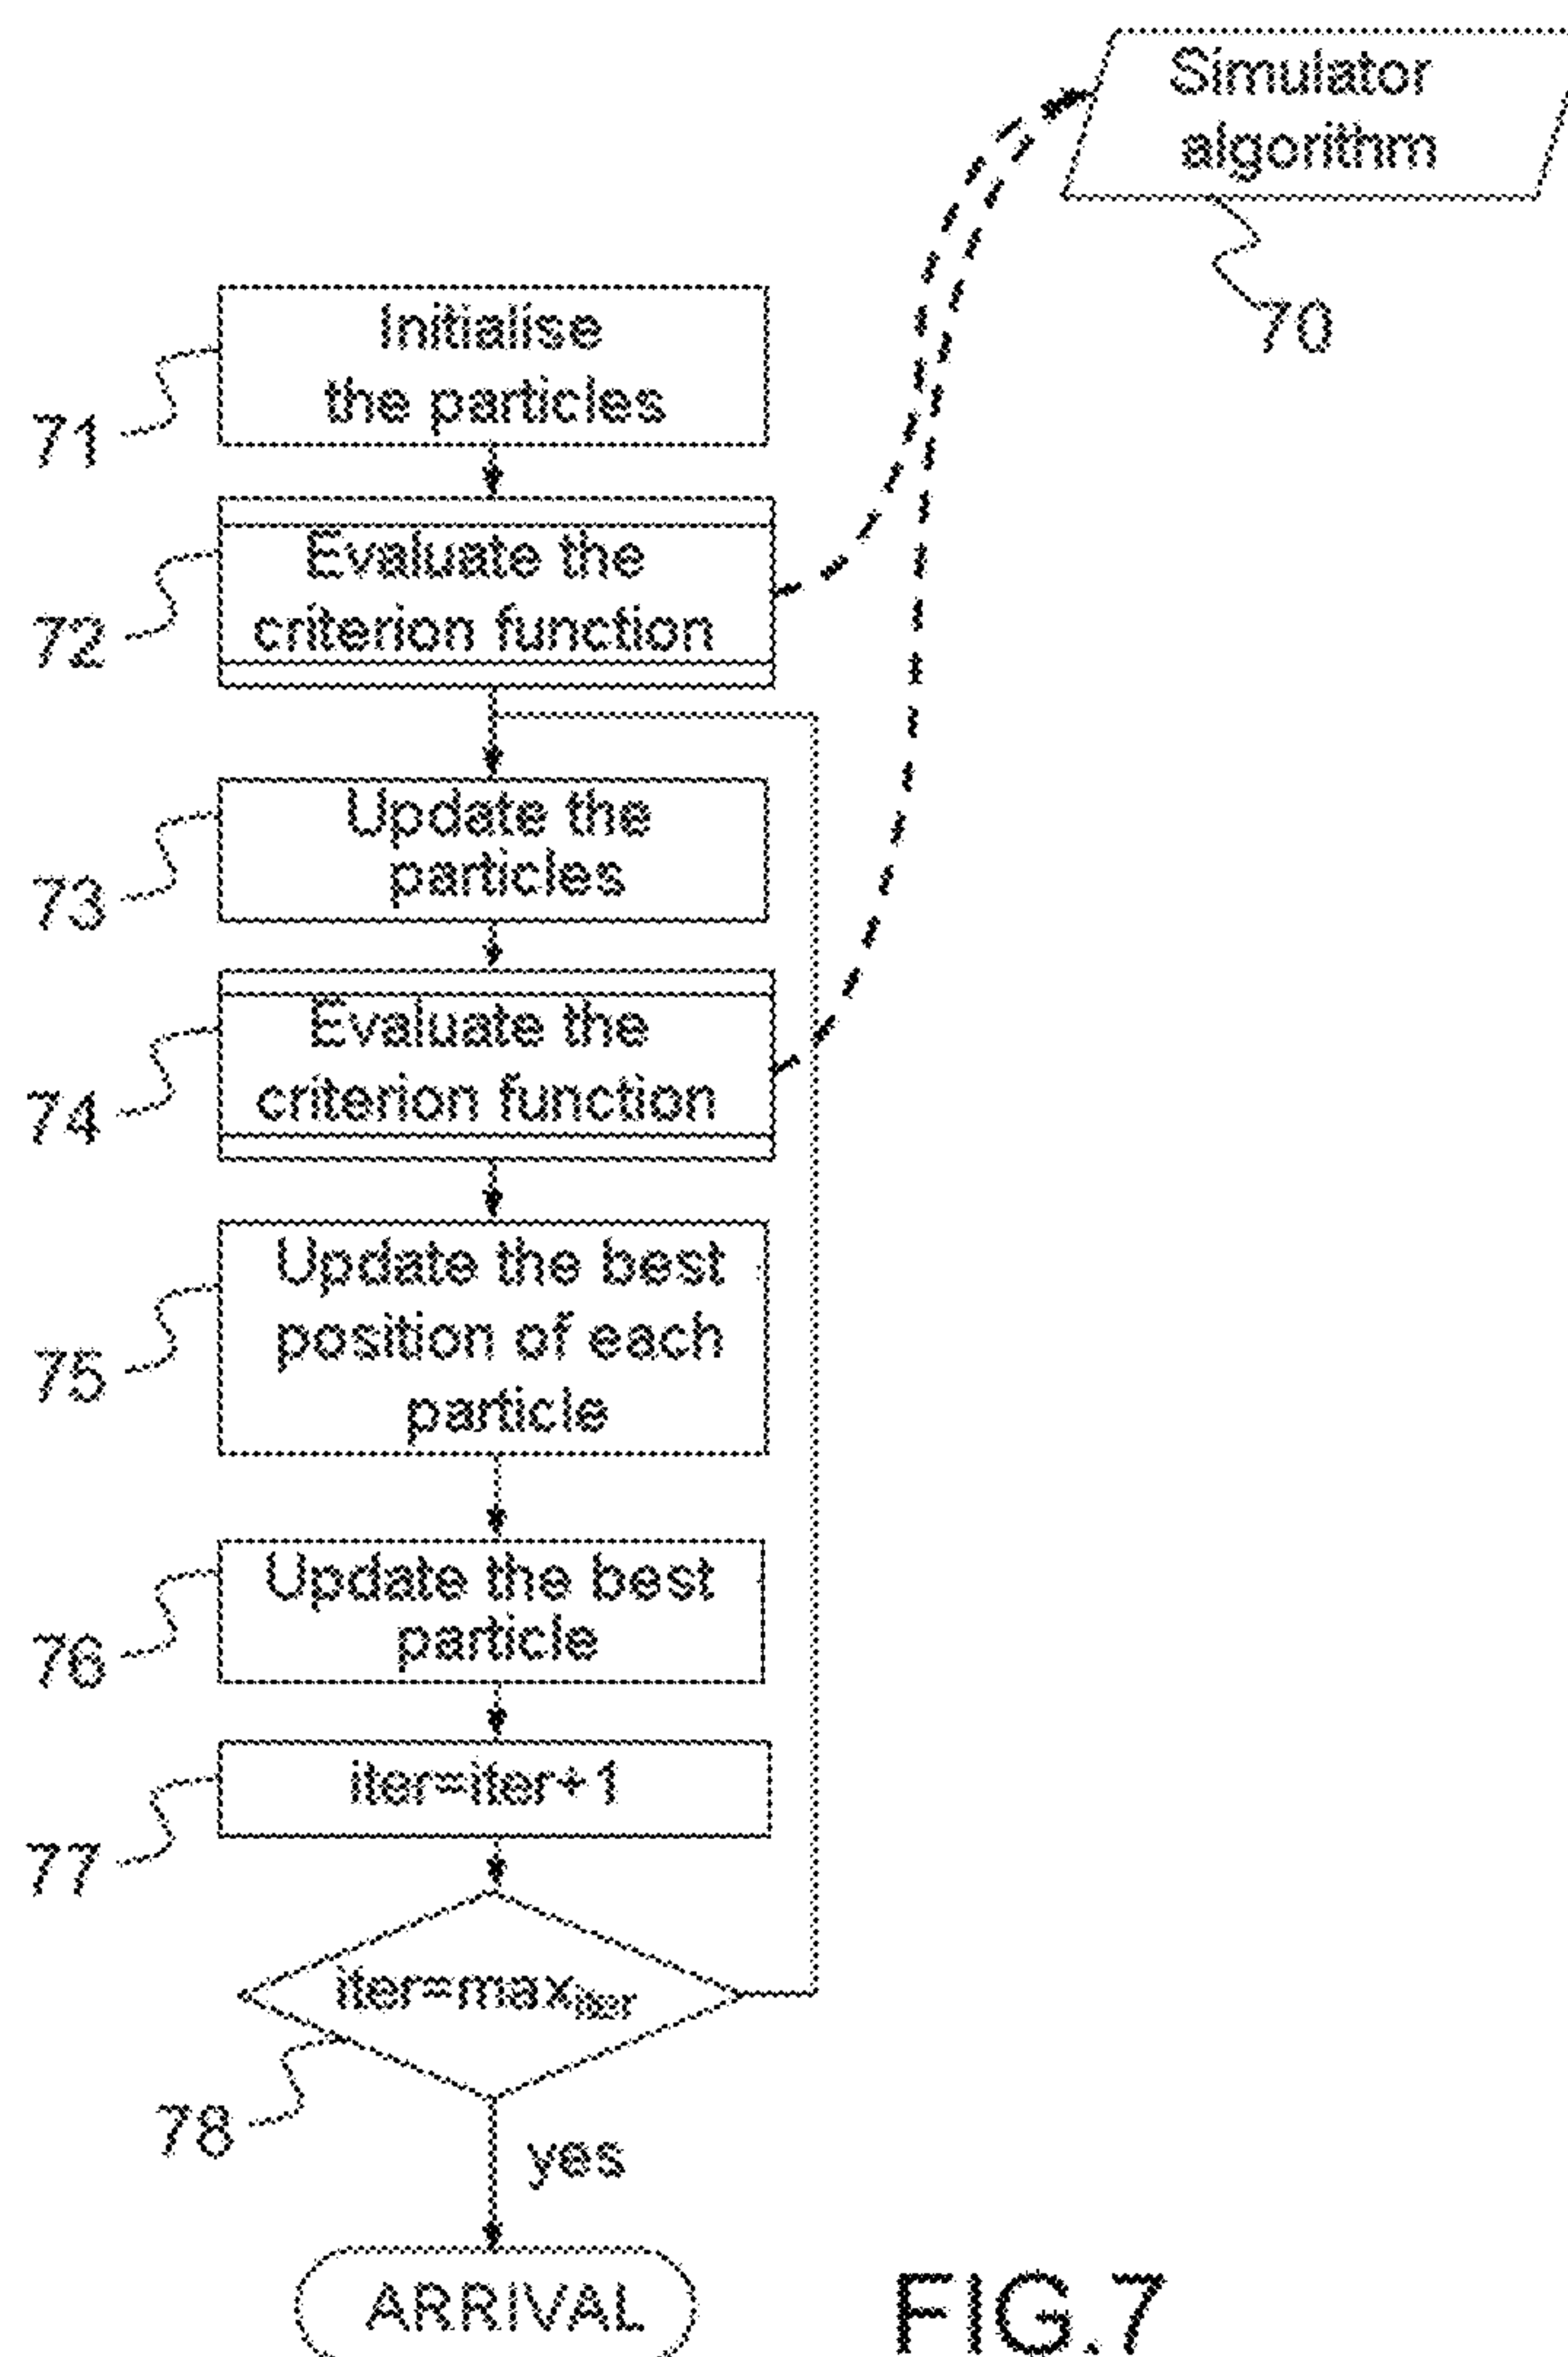 Simulator
algorithm
70
Initialise
the particles
71
Evaluate the
criterion function
72
Update the
particles
73
Evaluate the
criterion function
74
Update the best
position of each
particle
75
Update the best
particle
76
iter=iter+1
77
iter=maxiter
78
yes
ARRIVAL
FIG.7